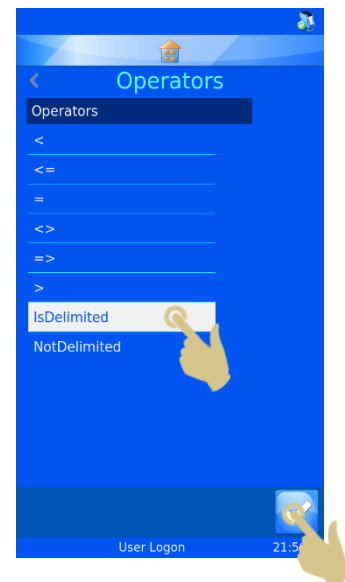 Operators
Operators
<
<=
=
<>
=>
>
IsDelimited
NotDelimited
User Logon